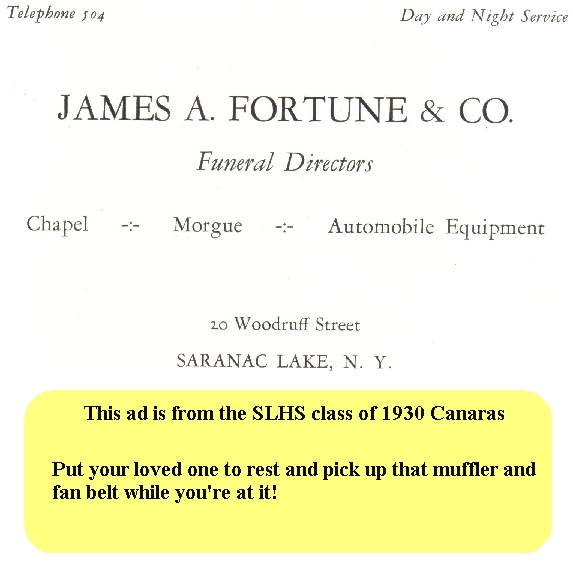 Telephone 504 Day and Night Service
JAMES A. FORTUNE & CO.
Funeral Directors
Chapel -:- Morgue -:- Automobile Equipment
20 Woodruff Street
SARANAC LAKE, N. Y.
This ad is from the SLHS class of 1930 Canaras
Put your loved one to rest and pick up that muffler and
fan belt while you're at it!